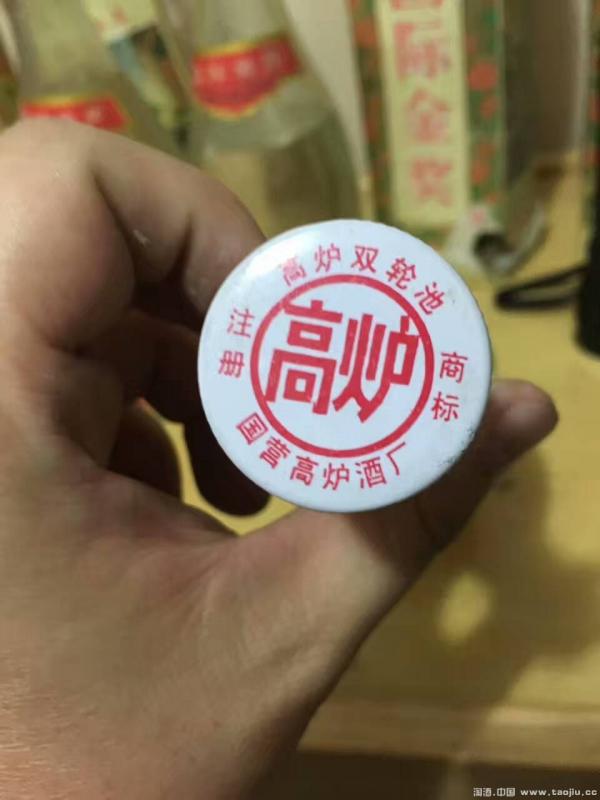 高炉双轮池
注册
高炉
商标
国营高炉酒厂
国际金奖
淘酒.中国 www.taojiu.cc